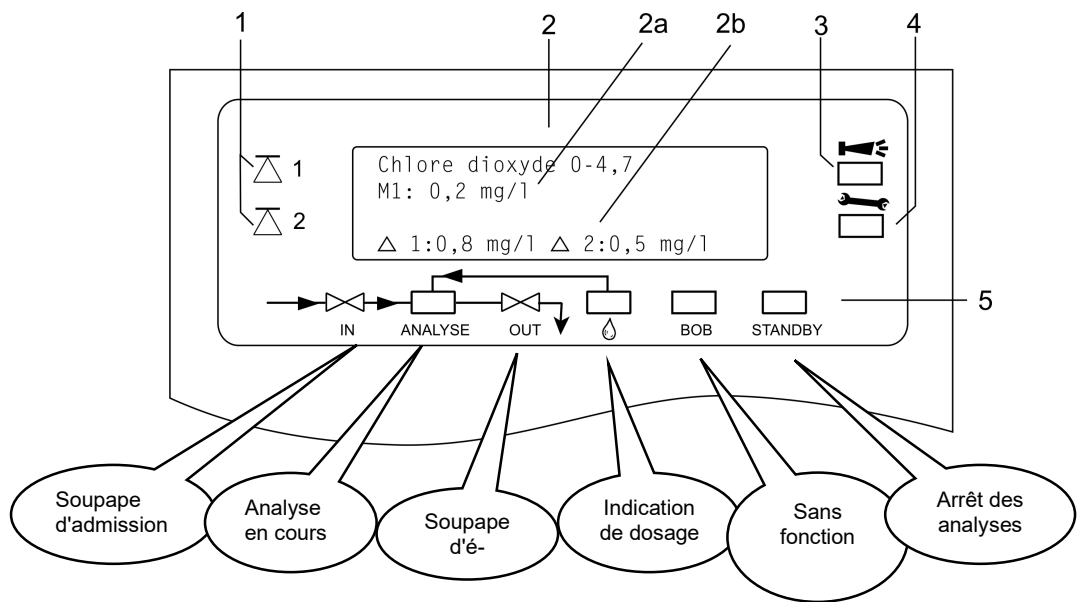 1
2
2a
2b
3
4
1
2
Chlore dioxyde 0-4,7
M1: 0,2 mg/l
△ 1:0,8 mg/l △ 2:0,5 mg/l
5
IN
ANALYSE
OUT
BOB
STANDBY
Soupape
d'admission
Analyse
en cours
Soupape
d'é-
Indication
de dosage
Sans
fonction
Arrêt des
analyses